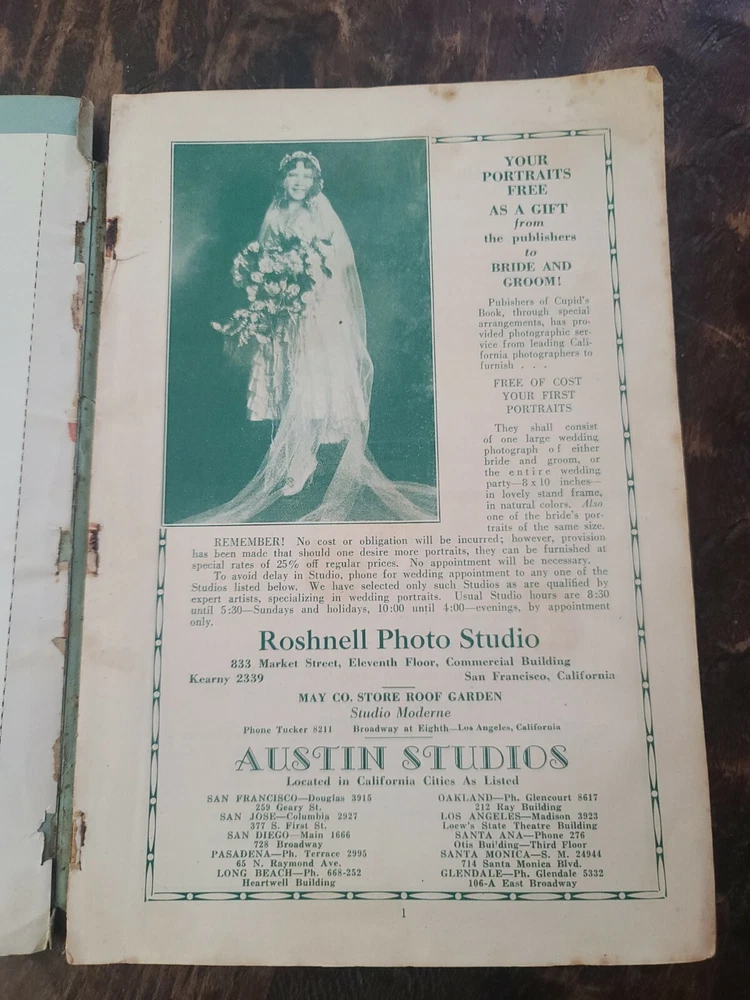 YOUR
PORTRAITS
FREE
AS A GIFT
from
the publishers
to
BRIDE AND
GROOM!
Pubishers of Cupid's
Book, through special
arrangements, has pro-
vided photographic ser-
vice from leading Cali-
fornia photographers to
furnish . . .
FREE OF COST
YOUR FIRST
PORTRAITS
They shall consist
of one large wedding
photograph of either
bride and groom, or
the entire wedding
party—8 x 10 inches—
in lovely stand frame,
in natural colors. Also
one of the bride's por-
traits of the same size.
REMEMBER! No cost or obligation will be incurred; however, provision
has been made that should one desire more portraits, they can be furnished at
special rates of 25% off regular prices. No appointment will be necessary.
To avoid delay in Studio, phone for wedding appointment to any one of the
Studios listed below. We have selected only such Studios as are qualified by
expert artists, specializing in wedding portraits. Usual Studio hours are 8:30
until 5:30—Sundays and holidays, 10:00 until 4:00—evenings, by appointment
only.
Roshnell Photo Studio
833 Market Street, Eleventh Floor, Commercial Building
Kearny 2339 San Francisco, California
MAY CO. STORE ROOF GARDEN
Studio Moderne
Phone Tucker 8211 Broadway at Eighth—Los Angeles, California
AUSTIN STUDIOS
Located in California Cities As Listed
SAN FRANCISCO—Douglas 3915
259 Geary St.
SAN JOSE—Columbia 2927
377 S. First St.
SAN DIEGO—Main 1666
728 Broadway
PASADENA—Ph. Terrace 2995
65 N. Raymond Ave.
LONG BEACH—Ph. 668-252
Heartwell Building
OAKLAND—Ph. Glencourt 8617
212 Ray Building
LOS ANGELES—Madison 3923
Loew's State Theatre Building
SANTA ANA—Phone 276
Otis Bui'ding—Third Floor
SANTA MONICA—S. M. 24944
714 Santa Monica Blvd.
GLENDALE—Ph. Glendale 5332
106-A East Broadway
1